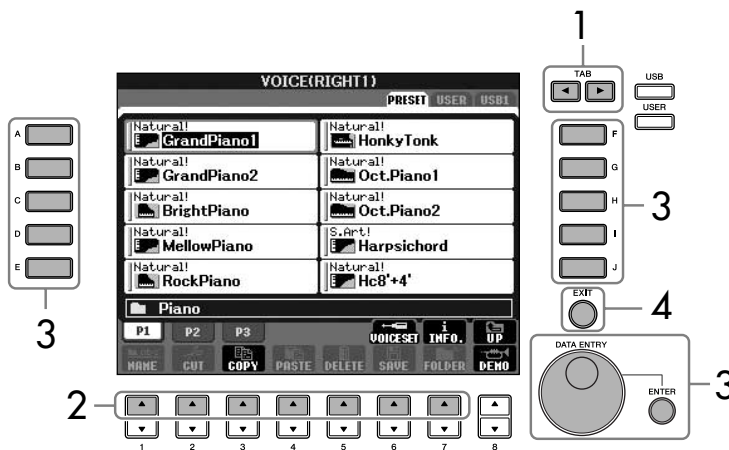 1
TAB
USB
USER
VOICE(RIGHT1)
PRESET USER USB1
A
B
C
D
E
3
Natural!
GrandPiano1
Natural!
GrandPiano2
Natural!
BrightPiano
Natural!
MellowPiano
Natural!
RockPiano
Natural!
HonkyTonk
Natural!
Oct.Piano1
Natural!
Oct.Piano2
S.Art!
Harpsichord
Natural!
Hc8'+4'
Piano
P1 P2 P3
VOICESET INFO. UP
NAME CUT COPY PASTE DELETE SAVE FOLDER DEMO
F
G
H
I
J
3
EXIT
4
DATA ENTRY
ENTER
3
2
1 2 3 4 5 6 7 8